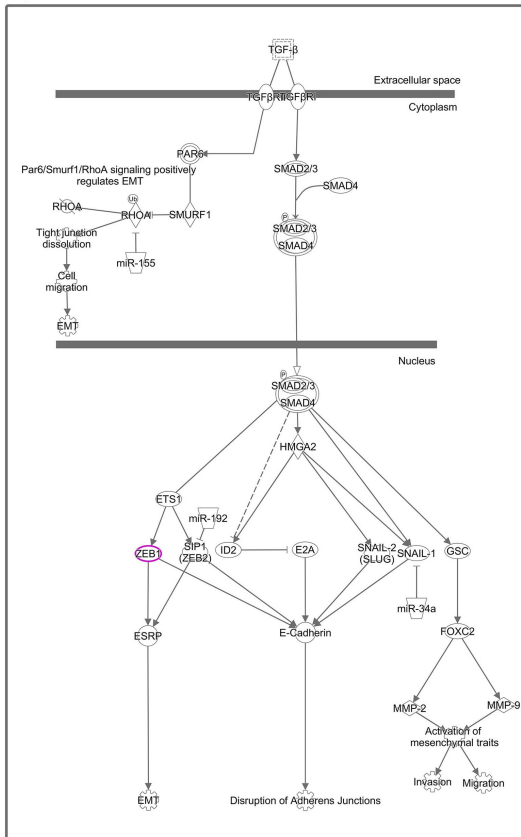 TGF-β
Extracellular space
TGFβRII TGFβRI
Cytoplasm
PAR6
Par6/Smurf1/RhoA signaling positively
regulates EMT
SMAD2/3
SMAD4
Ub
RHOA
RHOA
SMURF1
P
SMAD2/3
SMAD4
Tight junction
dissolution
miR-155
Cell
migration
EMT
Nucleus
P
SMAD2/3
SMAD4
HMGA2
ETS1
miR-192
ZEB1
SIP1
(ZEB2)
ID2
E2A
SNAIL-2
(SLUG)
SNAIL-1
GSC
miR-34a
ESRP
E-Cadherin
FOXC2
MMP-2
MMP-9
Activation of
mesenchymal traits
Invasion
Migration
EMT
Disruption of Adherens Junctions